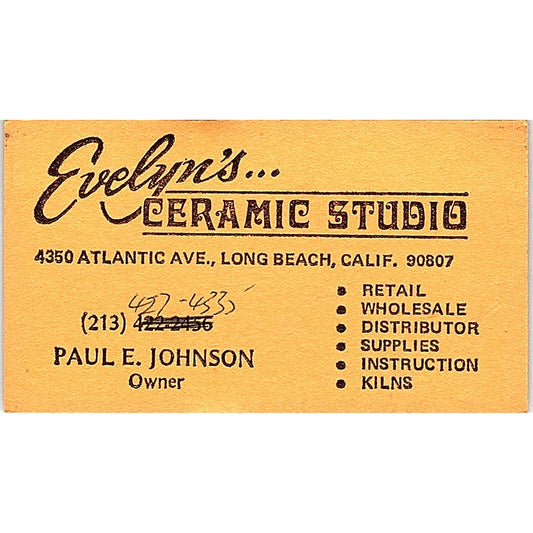 Evelyn's...
CERAMIC STUDIO
4350 ATLANTIC AVE., LONG BEACH, CALIF. 90807
427-4335
(213) 422-2456
PAUL E. JOHNSON
Owner
• RETAIL
• WHOLESALE
• DISTRIBUTOR
• SUPPLIES
• INSTRUCTION
• KILNS